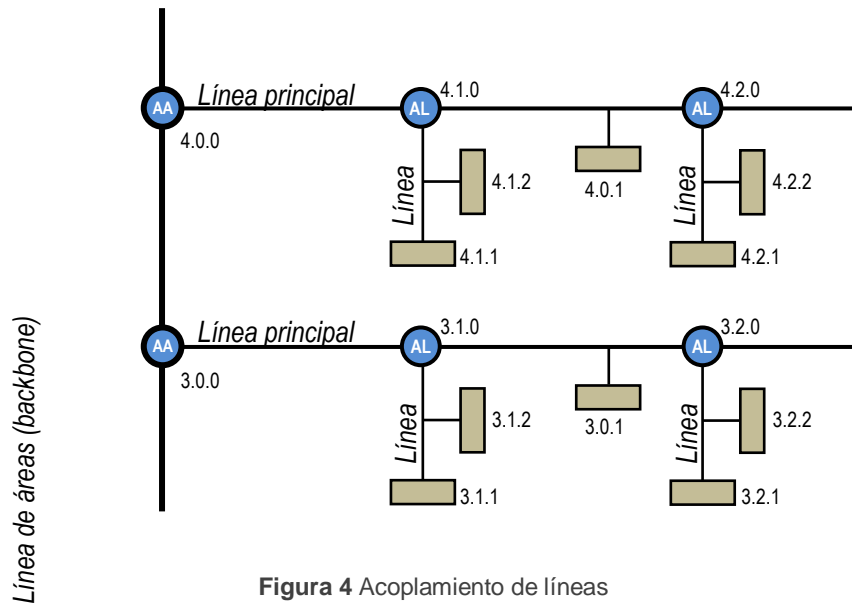 4.1.0
4.2.0
Línea principal
AA
AL
AL
4.0.0
Línea
4.1.2
4.0.1
Línea
4.2.2
4.1.1
4.2.1
3.1.0
3.2.0
Línea principal
AA
AL
AL
3.0.0
Línea
3.1.2
3.0.1
Línea
3.2.2
3.1.1
3.2.1
Línea de áreas (backbone)
Figura 4 Acoplamiento de líneas